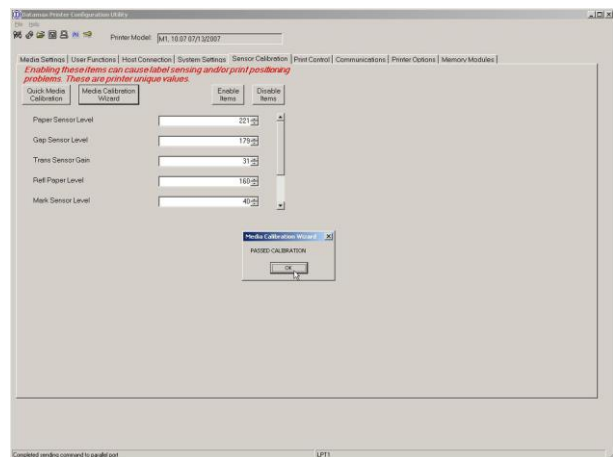 Datamax Printer Configuration Utility
File Help
Printer Model: M1, 10:07 07/13/2007
Media Settings User Functions Host Connection System Settings Sensor Calibration Print Control Communications Printer Options Memory Modules
Enabling these items can cause label sensing and/or print positioning
problems. These are printer unique values.
Quick Media Calibration
Media Calibration Wizard
Enable Items
Disable Items
Paper Sensor Level 221
Gap Sensor Level 179
Trans Sensor Gain 31
Refl Paper Level 160
Mark Sensor Level 40
Media Calibration Wizard
PASSED CALIBRATION
OK
Completed sending command to parallel port LPT1